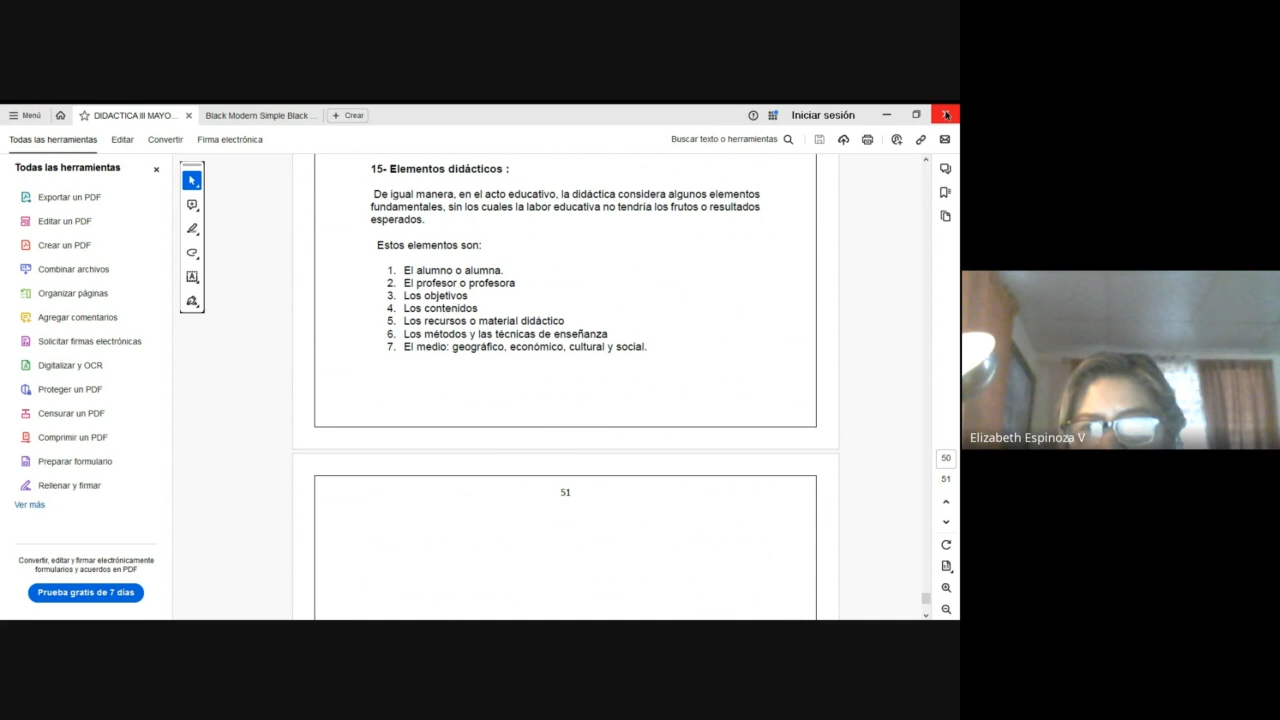 Menú
DIDACTICA III MAYO...
Black Modern Simple Black ...
Crear
Iniciar sesión
Todas las herramientas
Editar
Convertir
Firma electrónica
Buscar texto o herramientas
Todas las herramientas
Exportar un PDF
Editar un PDF
Crear un PDF
Combinar archivos
Organizar páginas
Agregar comentarios
Solicitar firmas electrónicas
Digitalizar y OCR
Proteger un PDF
Censurar un PDF
Comprimir un PDF
Preparar formulario
Rellenar y firmar
Ver más
Convertir, editar y firmar electrónicamente
formularios y acuerdos en PDF
Prueba gratis de 7 días
15- Elementos didácticos :
De igual manera, en el acto educativo, la didáctica considera algunos elementos
fundamentales, sin los cuales la labor educativa no tendría los frutos o resultados
esperados.
Estos elementos son:
1. El alumno o alumna.
2. El profesor o profesora
3. Los objetivos
4. Los contenidos
5. Los recursos o material didáctico
6. Los métodos y las técnicas de enseñanza
7. El medio: geográfico, económico, cultural y social.
51
50
51
Elizabeth Espinoza V